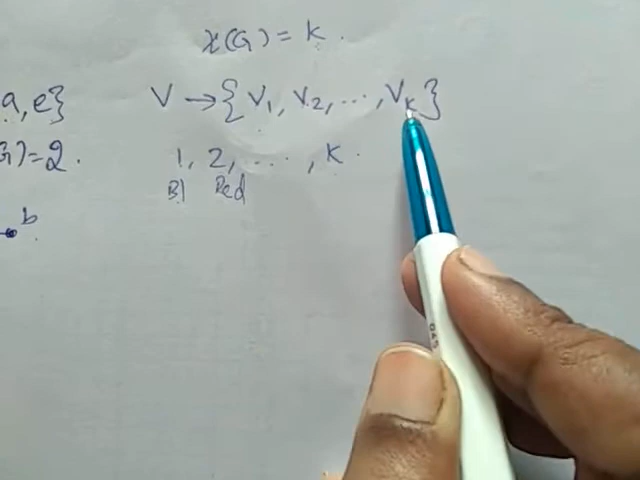 χ(G) = K.
a, e}
V → {V1, V2, ..., VK}
G) = 2.
1, 2, ...., K.
Bl Red
b